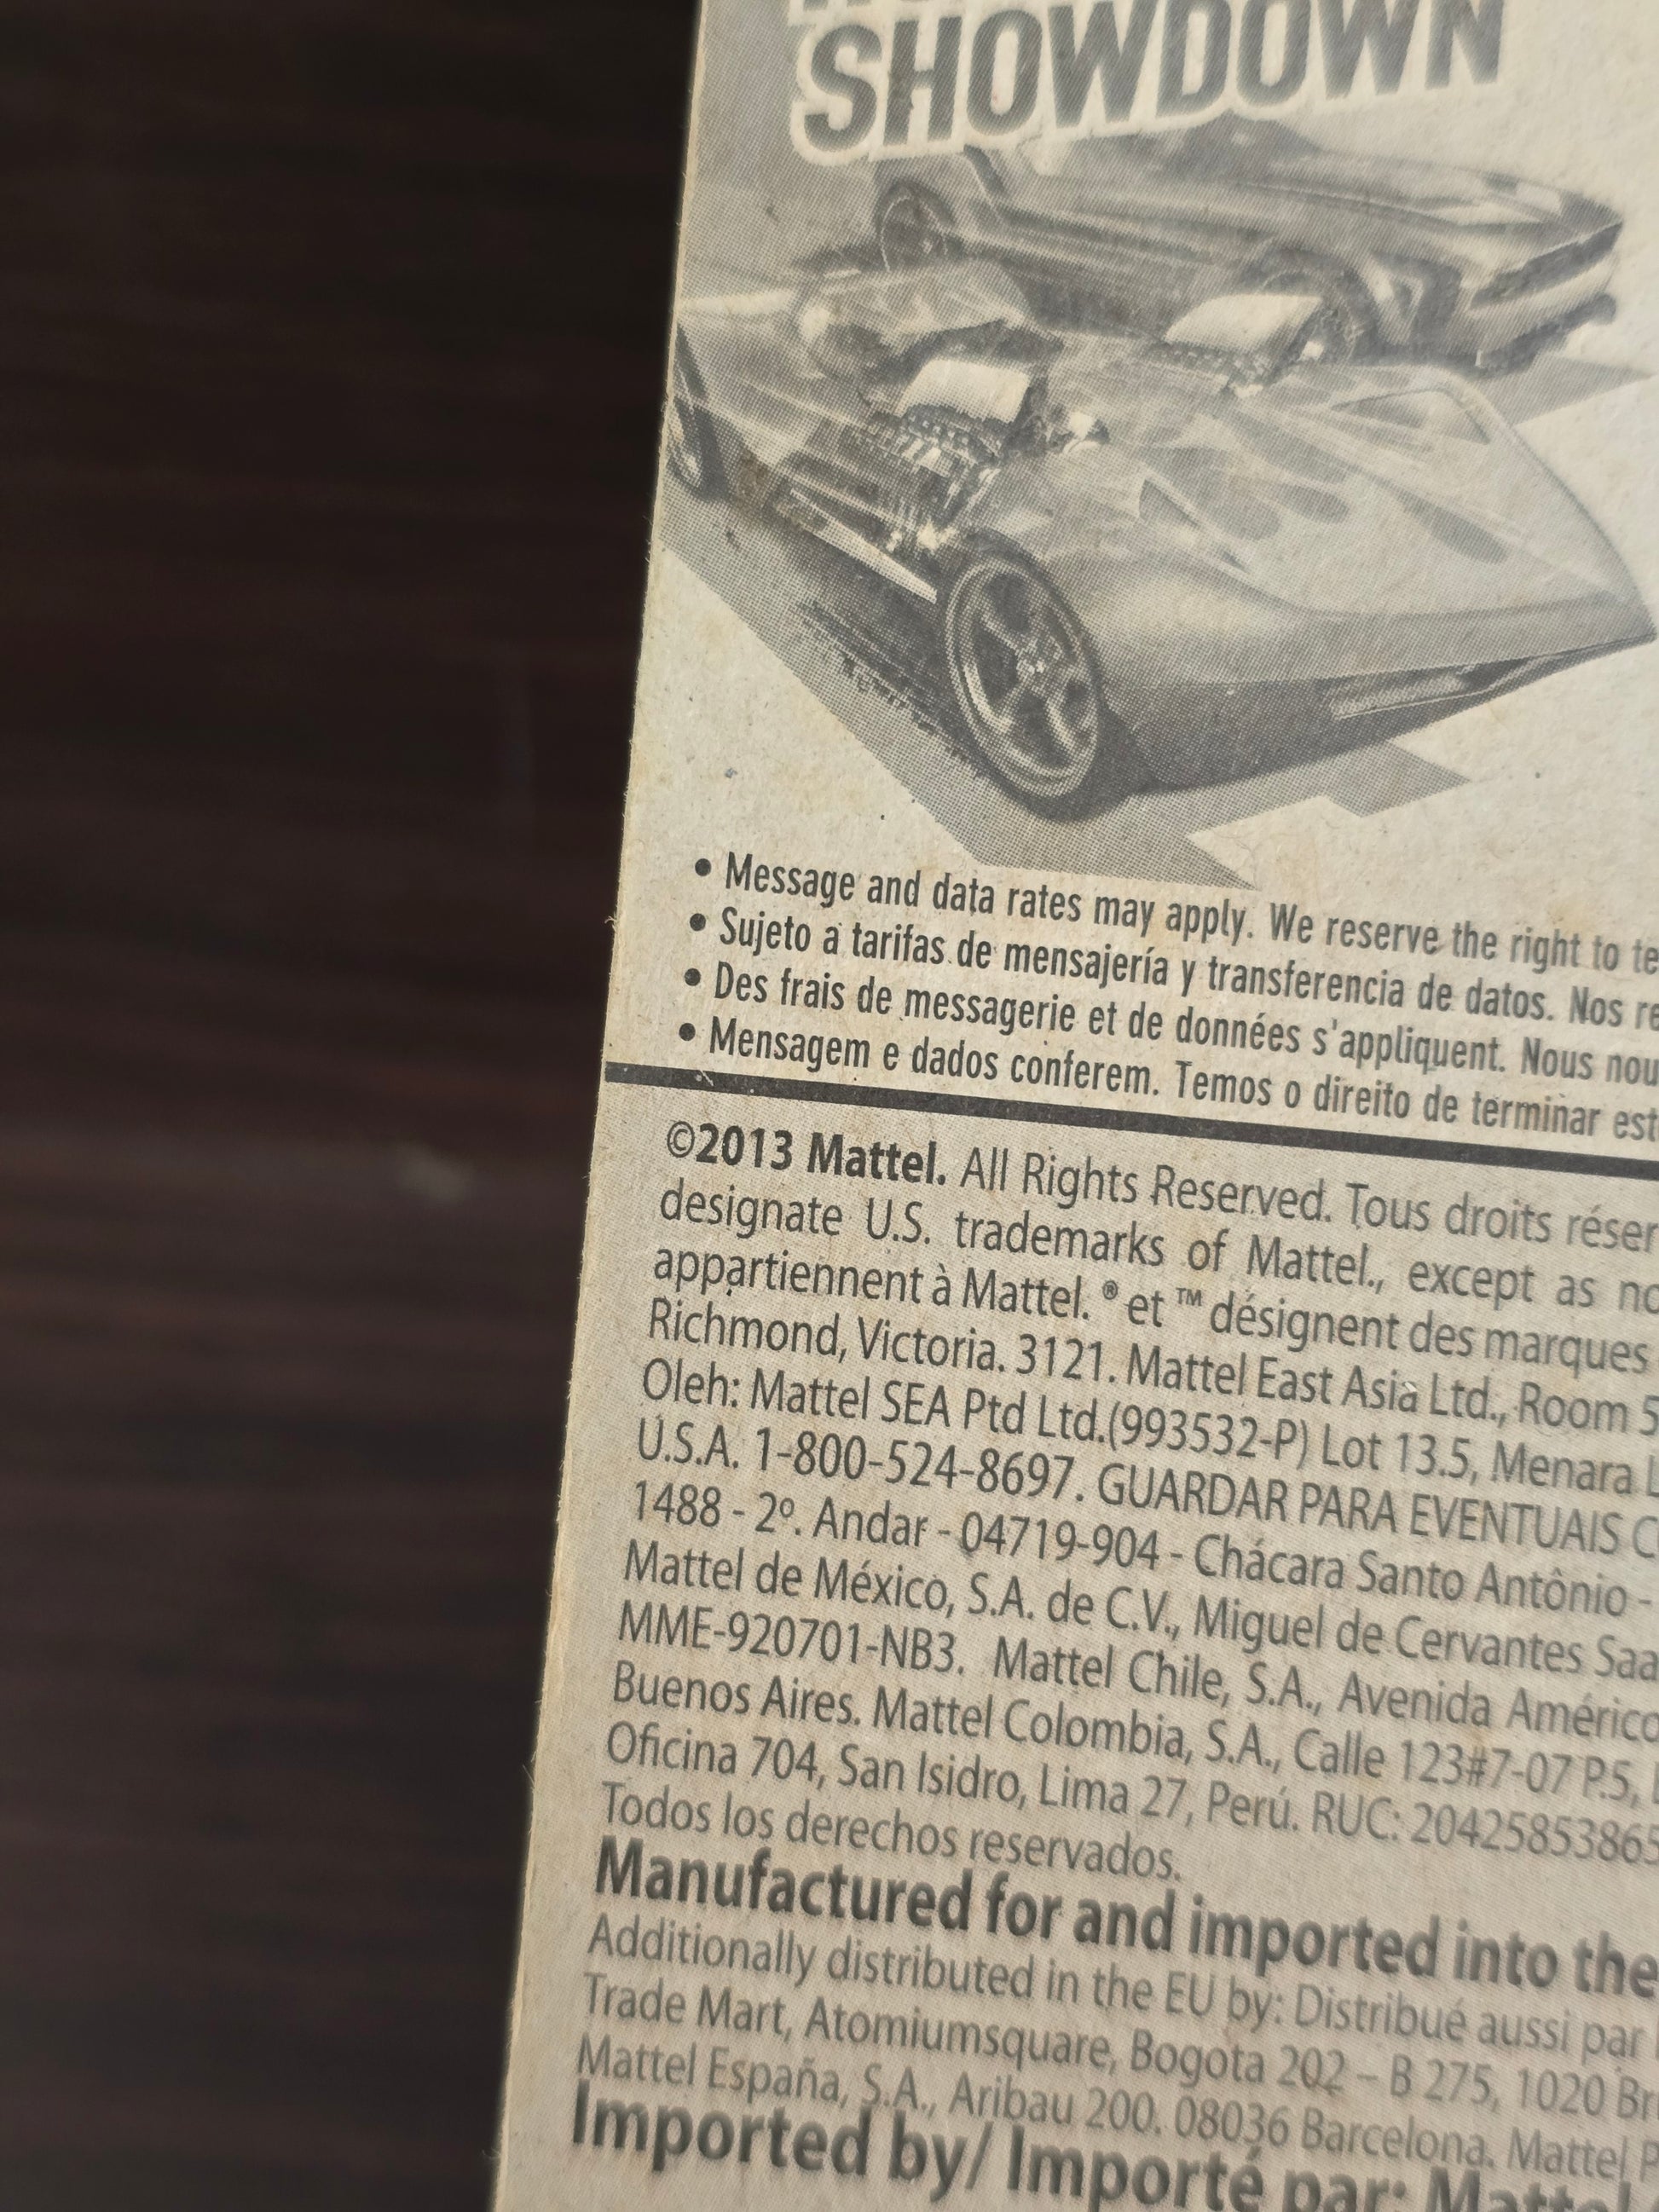 SHOWDOWN
• Message and data rates may apply. We reserve the right to te
• Sujeto a tarifas de mensajería y transferencia de datos. Nos re
• Des frais de messagerie et de données s'appliquent. Nous nou
• Mensagem e dados conferem. Temos o direito de terminar est
©2013 Mattel. All Rights Reserved. Tous droits réser
designate U.S. trademarks of Mattel., except as no
appartiennent à Mattel. ® et ™ désignent des marques
Richmond, Victoria. 3121. Mattel East Asia Ltd., Room 5
Oleh: Mattel SEA Ptd Ltd.(993532-P) Lot 13.5, Menara L
U.S.A. 1-800-524-8697. GUARDAR PARA EVENTUAIS C
1488 - 2º. Andar - 04719-904 - Chácara Santo Antônio -
Mattel de México, S.A. de C.V., Miguel de Cervantes Saa
MME-920701-NB3. Mattel Chile, S.A., Avenida Américo
Buenos Aires. Mattel Colombia, S.A., Calle 123#7-07 P.5,
Oficina 704, San Isidro, Lima 27, Perú. RUC: 20425853865
Todos los derechos reservados.
Manufactured for and imported into the
Additionally distributed in the EU by: Distribué aussi par
Trade Mart, Atomiumsquare, Bogota 202 – B 275, 1020 Br
Mattel España, S.A., Aribau 200. 08036 Barcelona. Mattel P
Imported by/ Importé par: Mattel